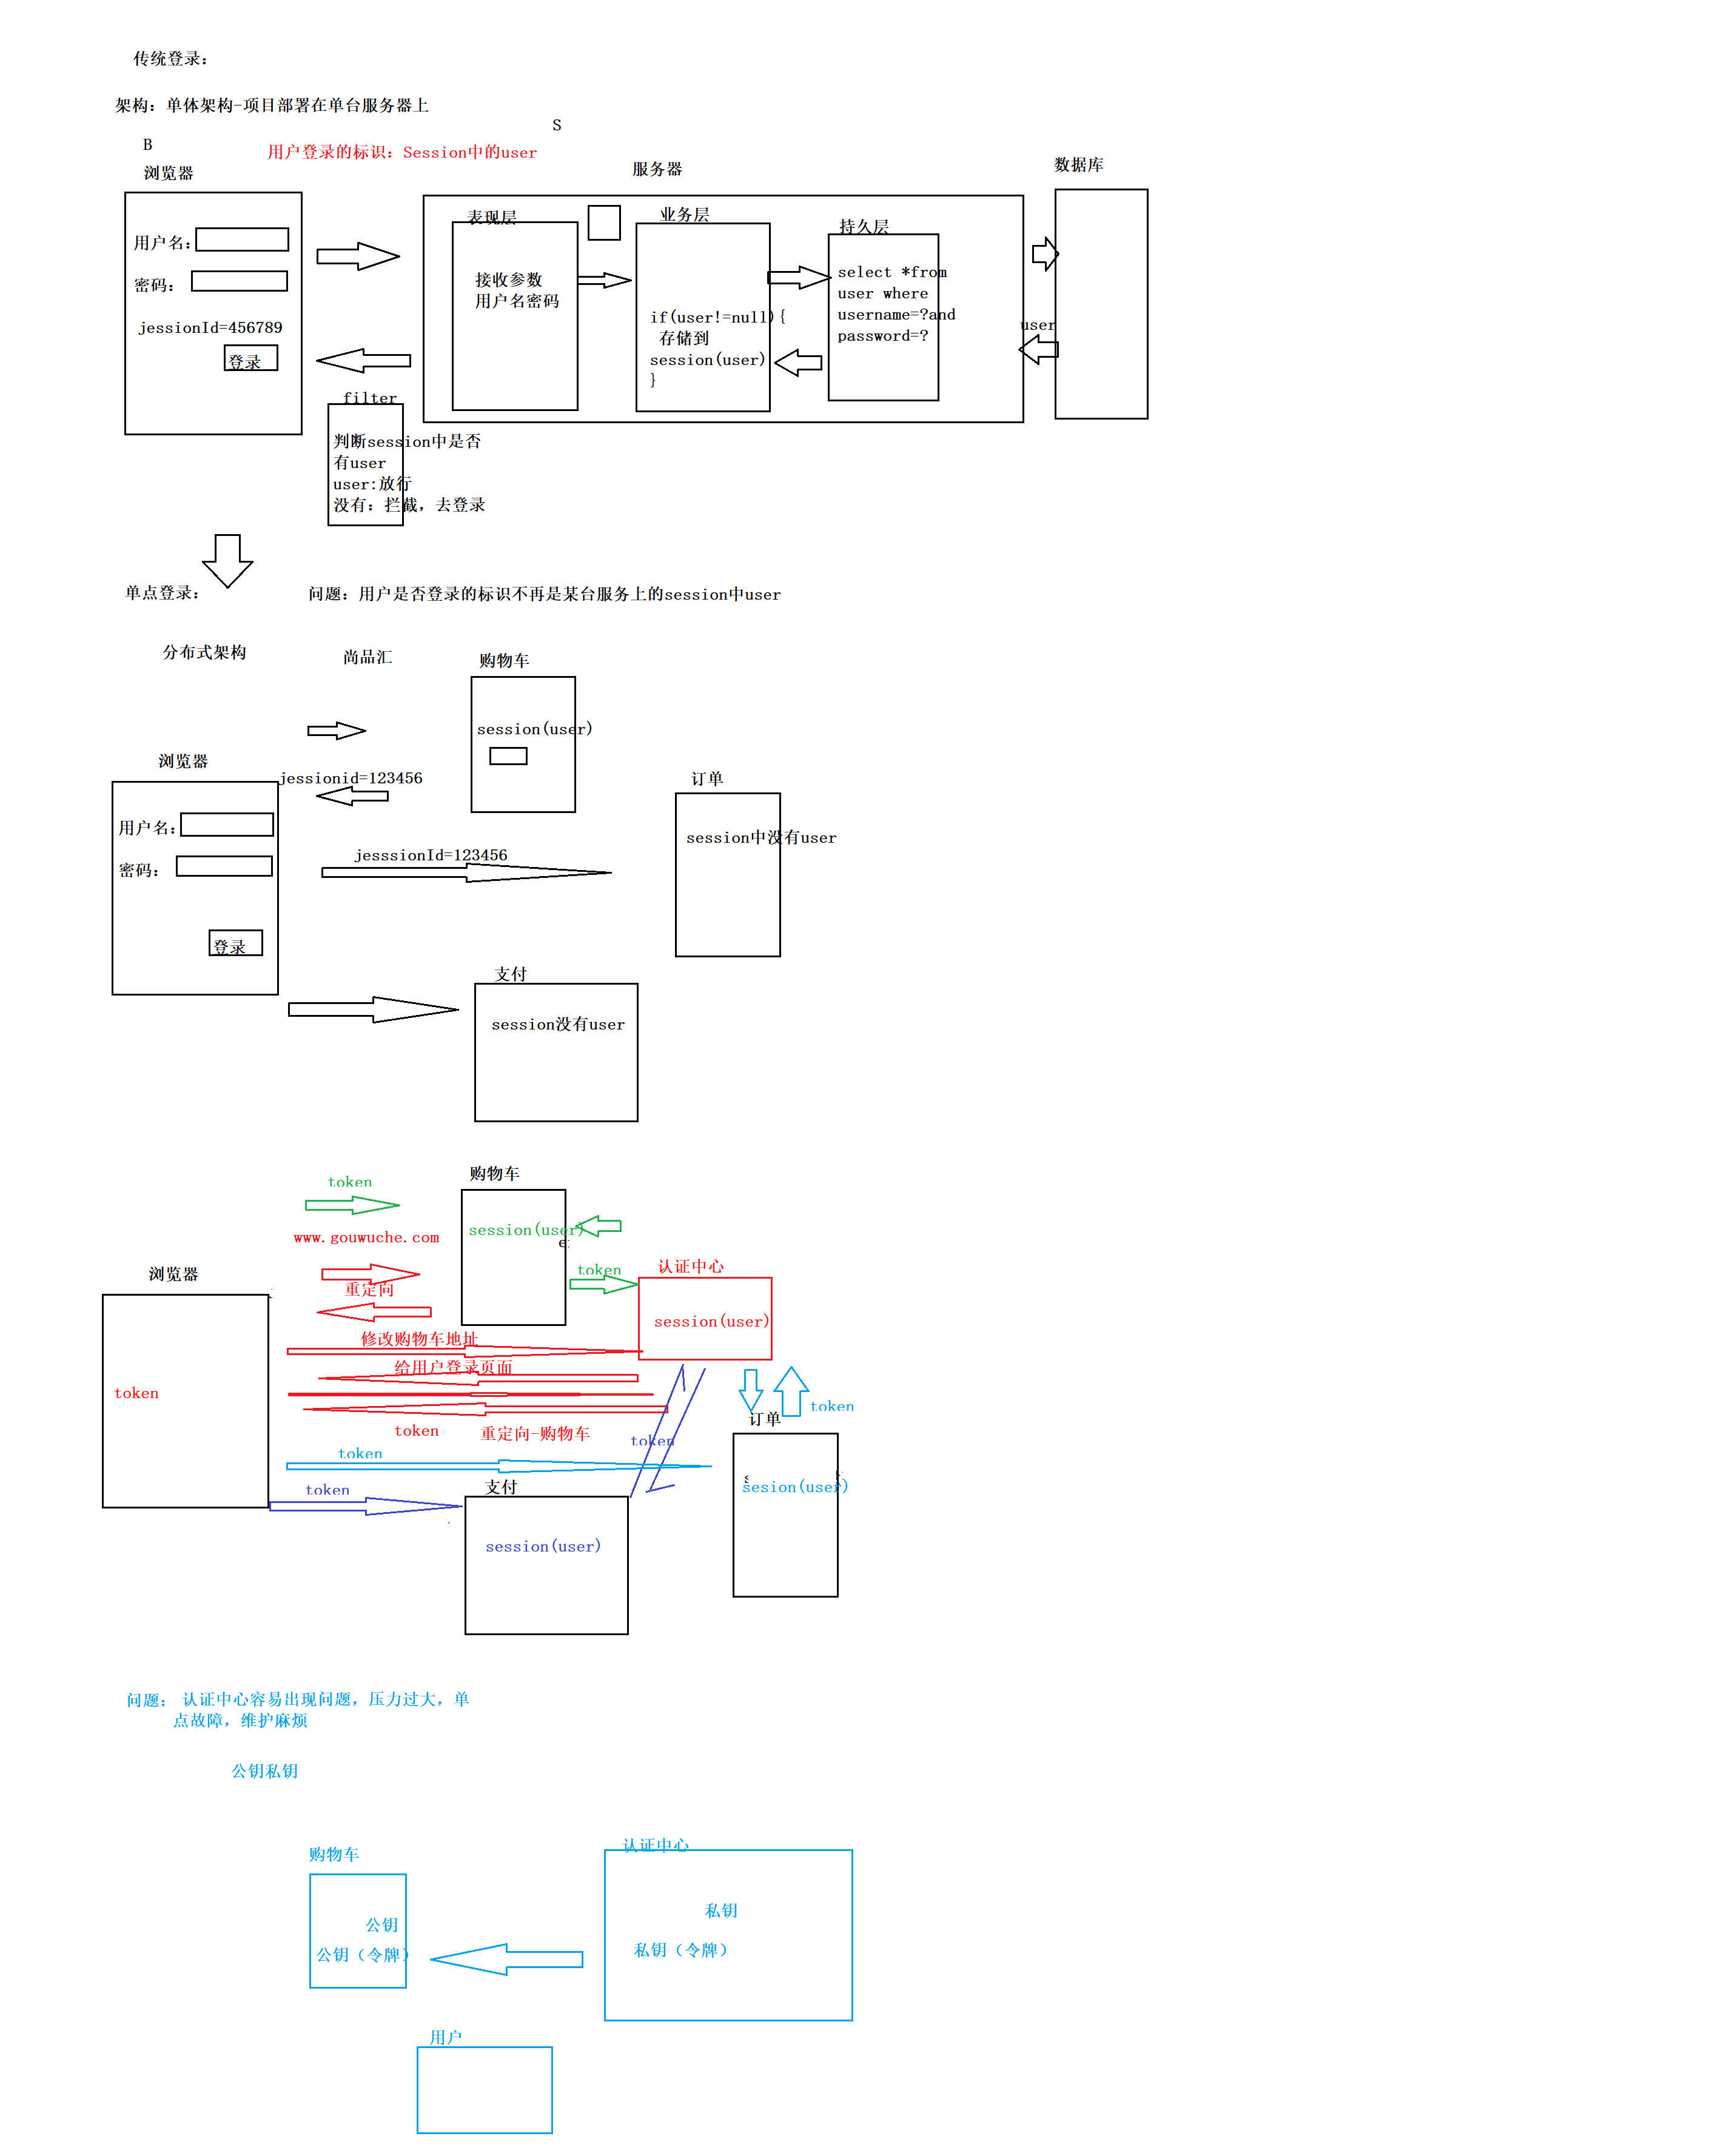 传统登录：
架构：单体架构-项目部署在单台服务器上
S
B
用户登录的标识：Session中的user
浏览器
服务器
数据库
表现层
业务层
持久层
用户名：
密码：
jessionId=456789
登录
接收参数
用户名密码
if(user!=null){
存储到
session(user)
}
select *from
user where
username=?and
password=?
user
filter
判断session中是否
有user
user:放行
没有：拦截，去登录
单点登录：
问题：用户是否登录的标识不再是某台服务上的session中user
分布式架构
尚品汇
购物车
session(user)
浏览器
jessionid=123456
订单
用户名：
密码：
登录
jesssionId=123456
session中没有user
支付
session没有user
购物车
token
session(user)
www.gouwuche.com
浏览器
重定向
token
认证中心
session(user)
修改购物车地址
给用户登录页面
token
token
重定向-购物车
token
token
订单
token
token
支付
sesion(user)
session(user)
问题： 认证中心容易出现问题，压力过大，单
点故障，维护麻烦
公钥私钥
购物车
认证中心
公钥
公钥（令牌）
私钥
私钥（令牌）
用户